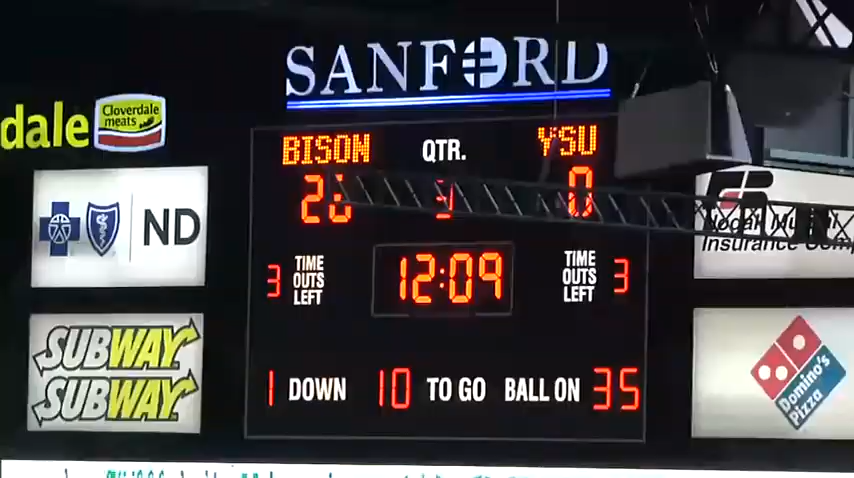 SANFORD
dale
Cloverdale
meats
BISON QTR. YSU
0
ND
3 TIME OUTS LEFT 12:09 TIME OUTS LEFT 3
Insurance
SUBWAY
SUBWAY
1 DOWN 10 TO GO BALL ON 35
Domino's
Pizza